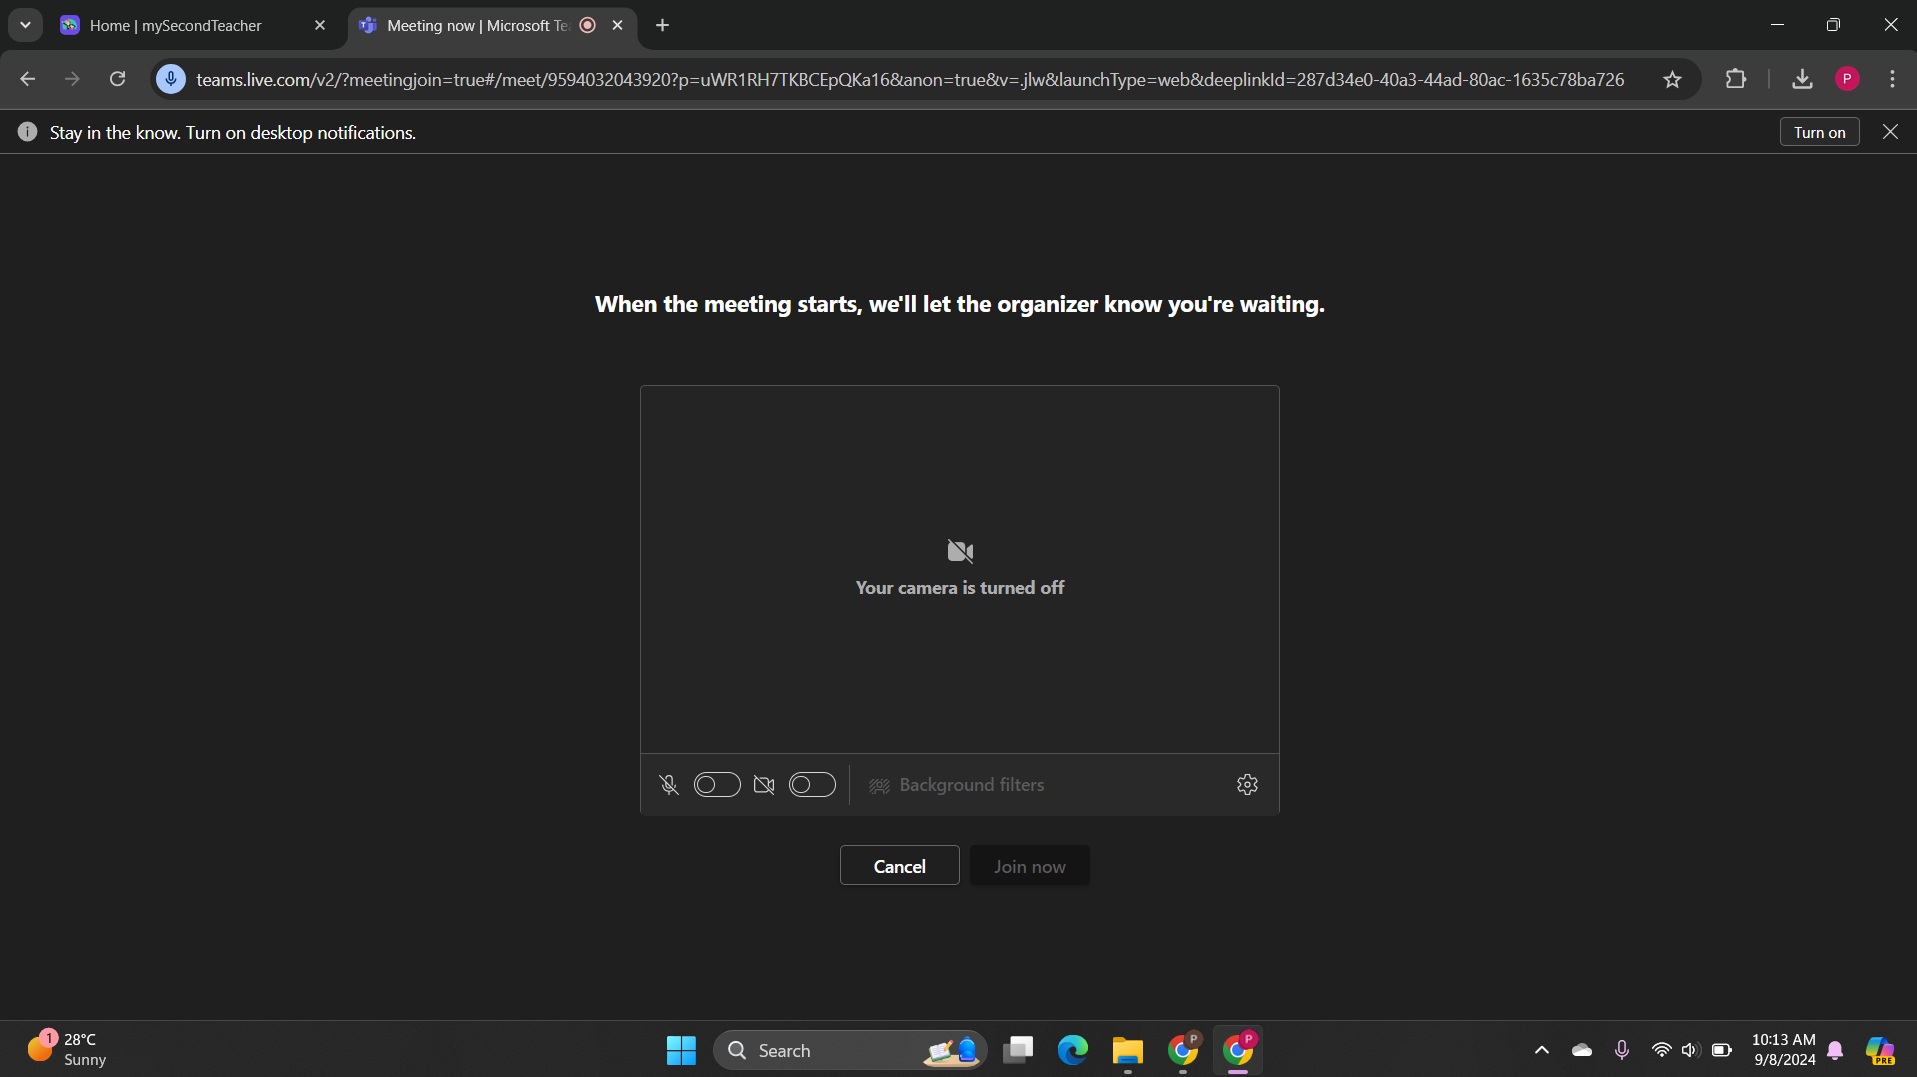 Home | mySecondTeacher
Meeting now | Microsoft Te
teams.live.com/v2/?meetingjoin=true#/meet/9594032043920?p=uWR1RH7TKBCEpQKa16&anon=true&v=.jlw&launchType=web&deeplinkId=287d34e0-40a3-44ad-80ac-1635c78ba726
P
Stay in the know. Turn on desktop notifications.
Turn on
When the meeting starts, we'll let the organizer know you're waiting.
Your camera is turned off
Background filters
Cancel
Join now
1
28°C
Sunny
Search
P
P
10:13 AM
9/8/2024
PRE